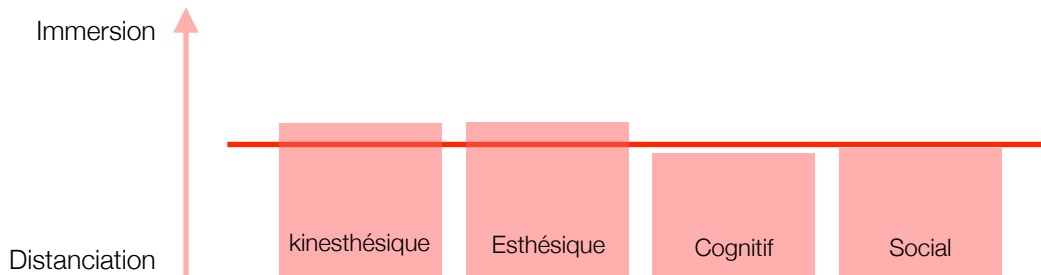 Immersion
kinesthésique
Esthésique
Cognitif
Social
Distanciation